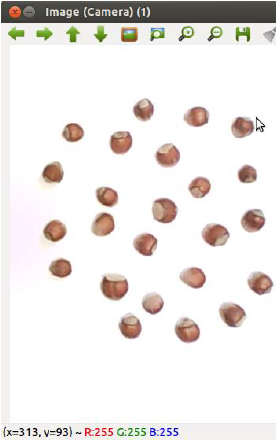 Image (Camera) (1)
(x=313, y=93) ~ R:255 G:255 B:255